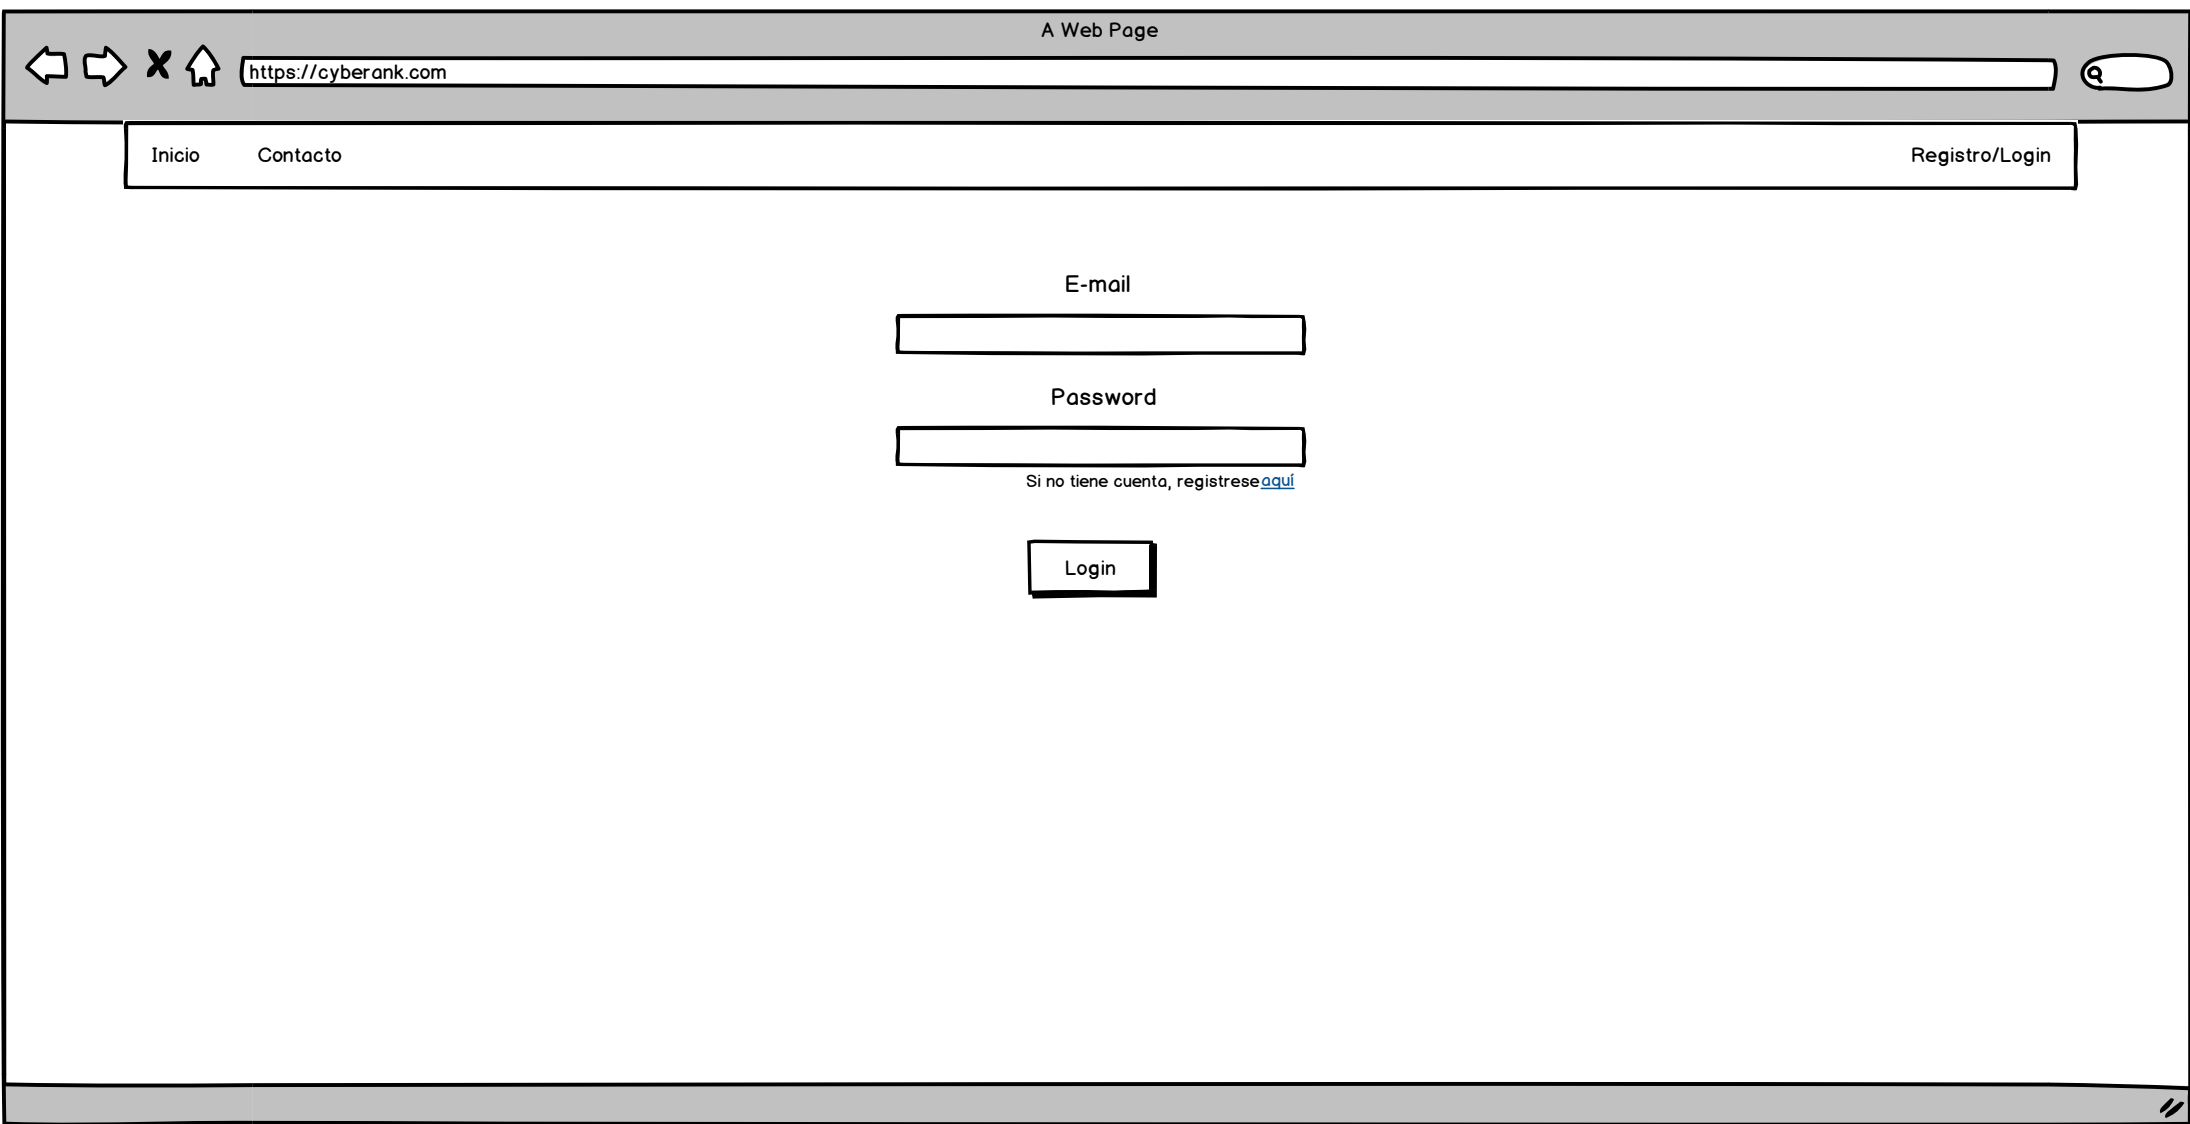 A Web Page
https://cyberank.com
Inicio Contacto Registro/Login
E-mail
Password
Si no tiene cuenta, registrese aquí
Login